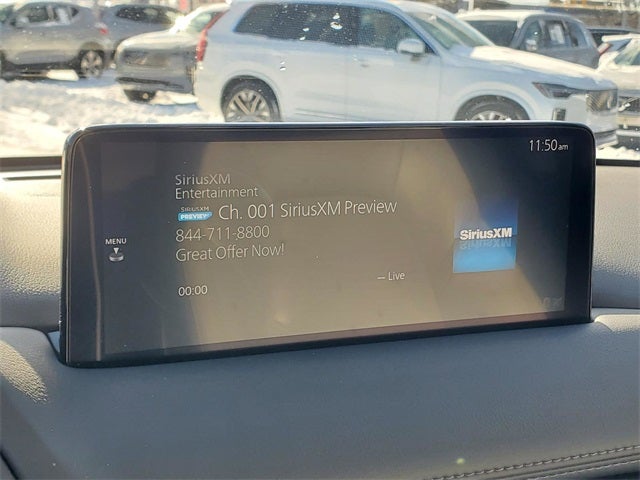 11:50am
SiriusXM
Entertainment
SiriusXM PREVIEW Ch. 001 SiriusXM Preview
844-711-8800
Great Offer Now!
MENU
SiriusXM
00:00
— Live